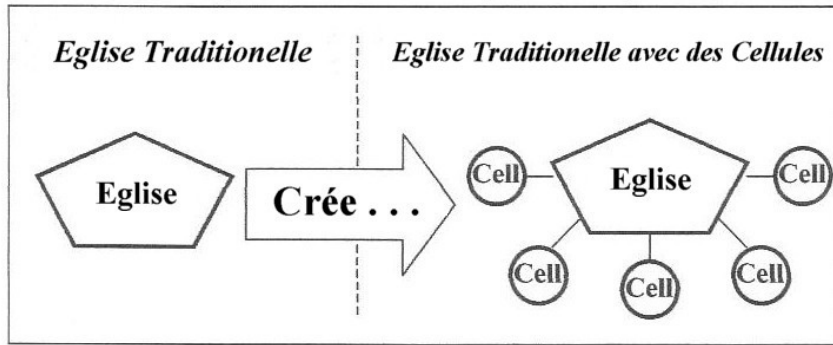 Eglise Traditionelle
Eglise Traditionelle avec des Cellules
Eglise
Crée . . .
Cell
Eglise
Cell
Cell
Cell
Cell